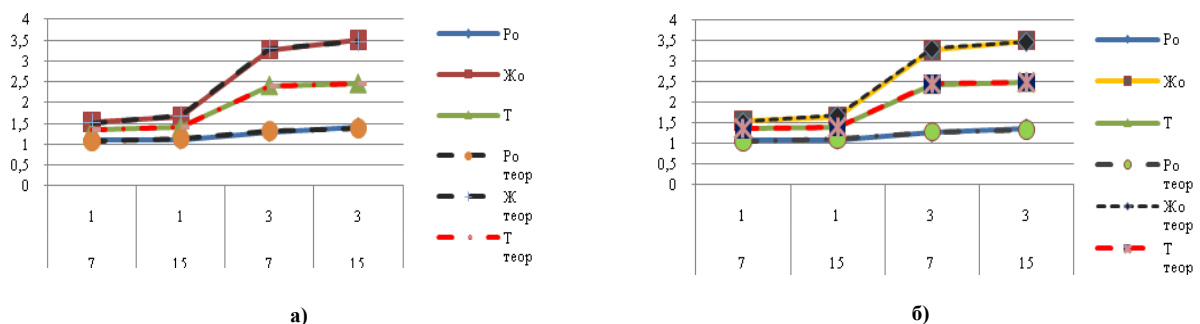 4
3,5
3
2,5
2
1,5
1
0,5
0
1 1 3 3
7 15 7 15
Ро
Жо
Т
Ро
теор
Ж
теор
Т
теор
а)
4
3,5
3
2,5
2
1,5
1
0,5
0
1 1 3 3
7 15 7 15
Ро
Жо
Т
Ро
теор
Жо
теор
Т
теор
б)